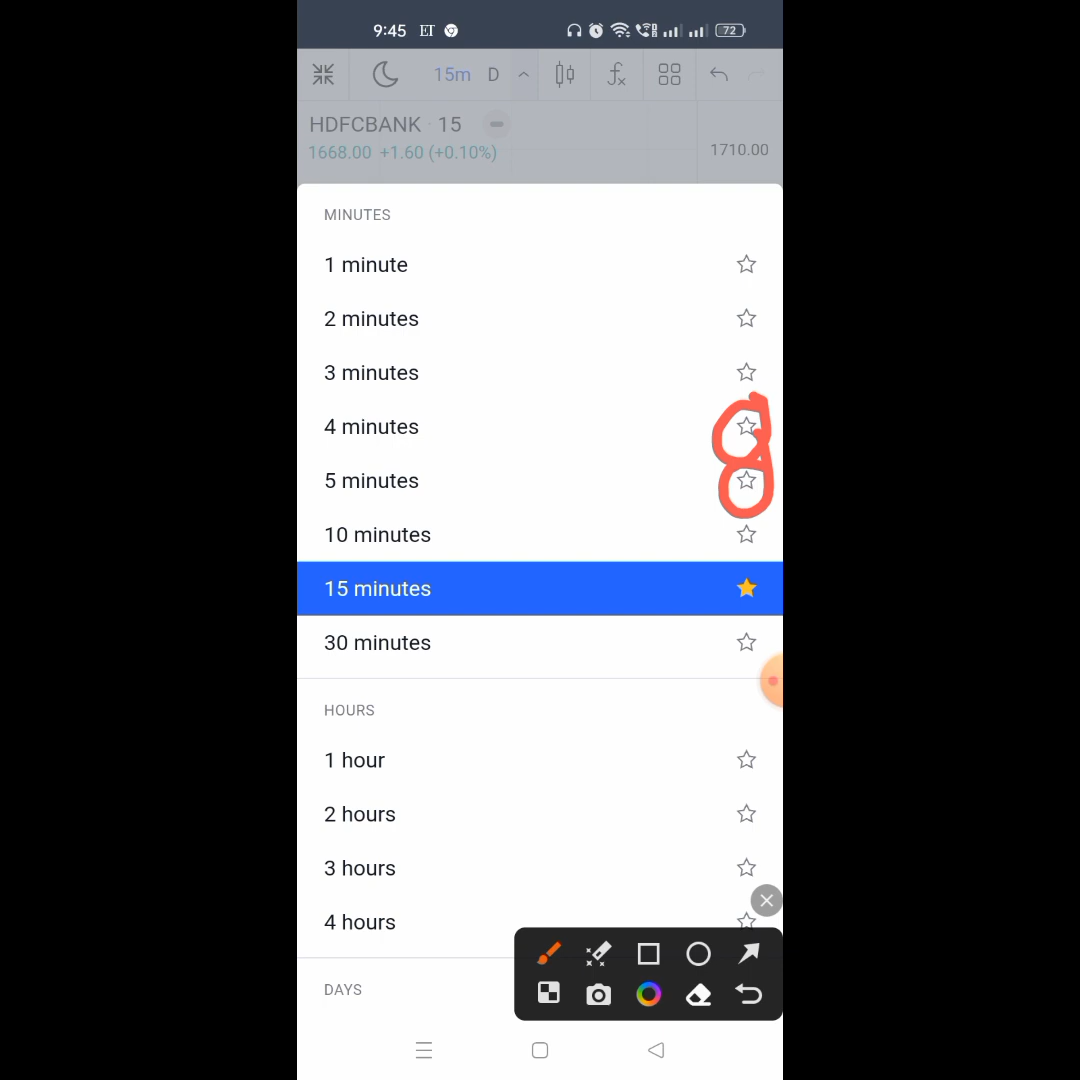 9:45 ET 72
15m D
HDFCBANK · 15
1668.00 +1.60 (+0.10%)
1710.00
MINUTES
1 minute
2 minutes
3 minutes
4 minutes
5 minutes
10 minutes
15 minutes
30 minutes
HOURS
1 hour
2 hours
3 hours
4 hours
DAYS